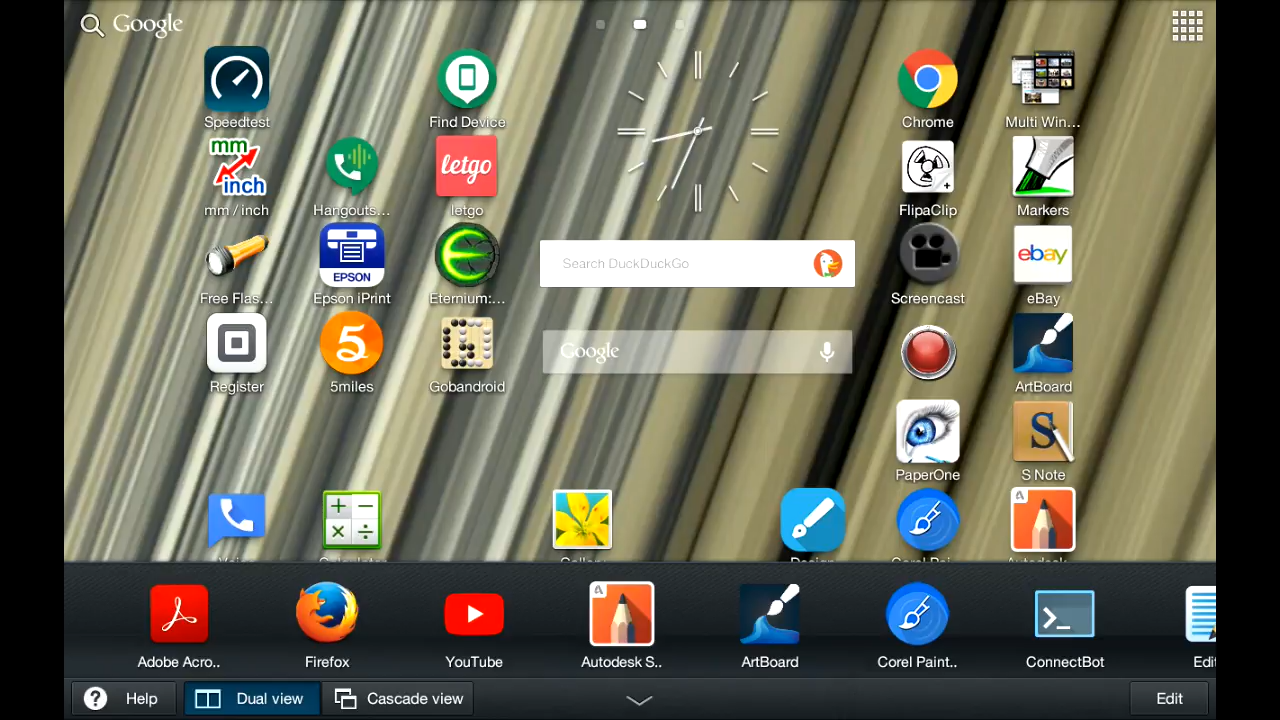 Google
Speedtest
Find Device
Chrome
Multi Win...
mm
inch
mm / inch
Hangouts...
letgo
letgo
FlipaClip
Markers
Free Flas...
EPSON
Epson iPrint
Eternium:...
Search DuckDuckGo
Screencast
ebay
eBay
Register
5
5miles
Gobandroid
Google
ArtBoard
PaperOne
S
S Note
A
Adobe Acro..
Firefox
YouTube
A
Autodesk S..
ArtBoard
Corel Paint..
>_
ConnectBot
Edit
? Help
Dual view
Cascade view
Edit